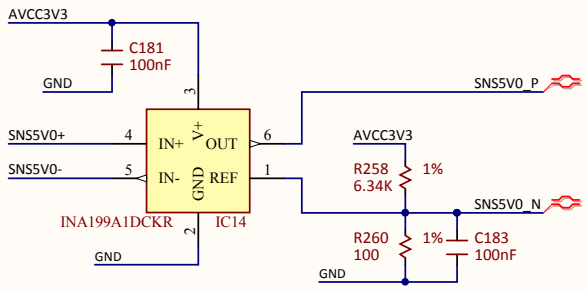 AVCC3V3
C181
100nF
GND
SNS5V0_P
3
V+
SNS5V0+
4
IN+
OUT
6
AVCC3V3
SNS5V0-
5
IN-
GND
REF
1
R258
6.34K
1%
SNS5V0_N
INA199A1DCKR
IC14
2
R260
100
1%
C183
100nF
GND
GND